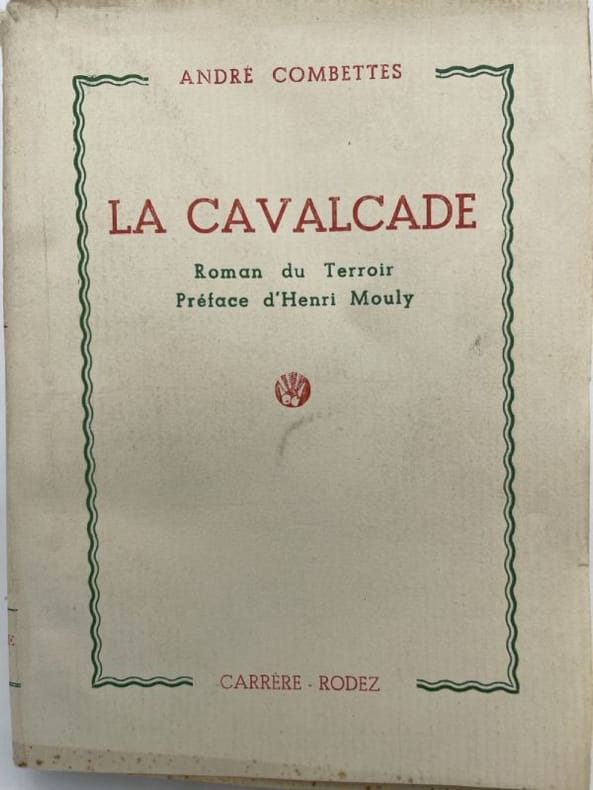 ANDRÉ COMBETTES
LA CAVALCADE
Roman du Terroir
Préface d'Henri Mouly
CARRÈRE - RODEZ